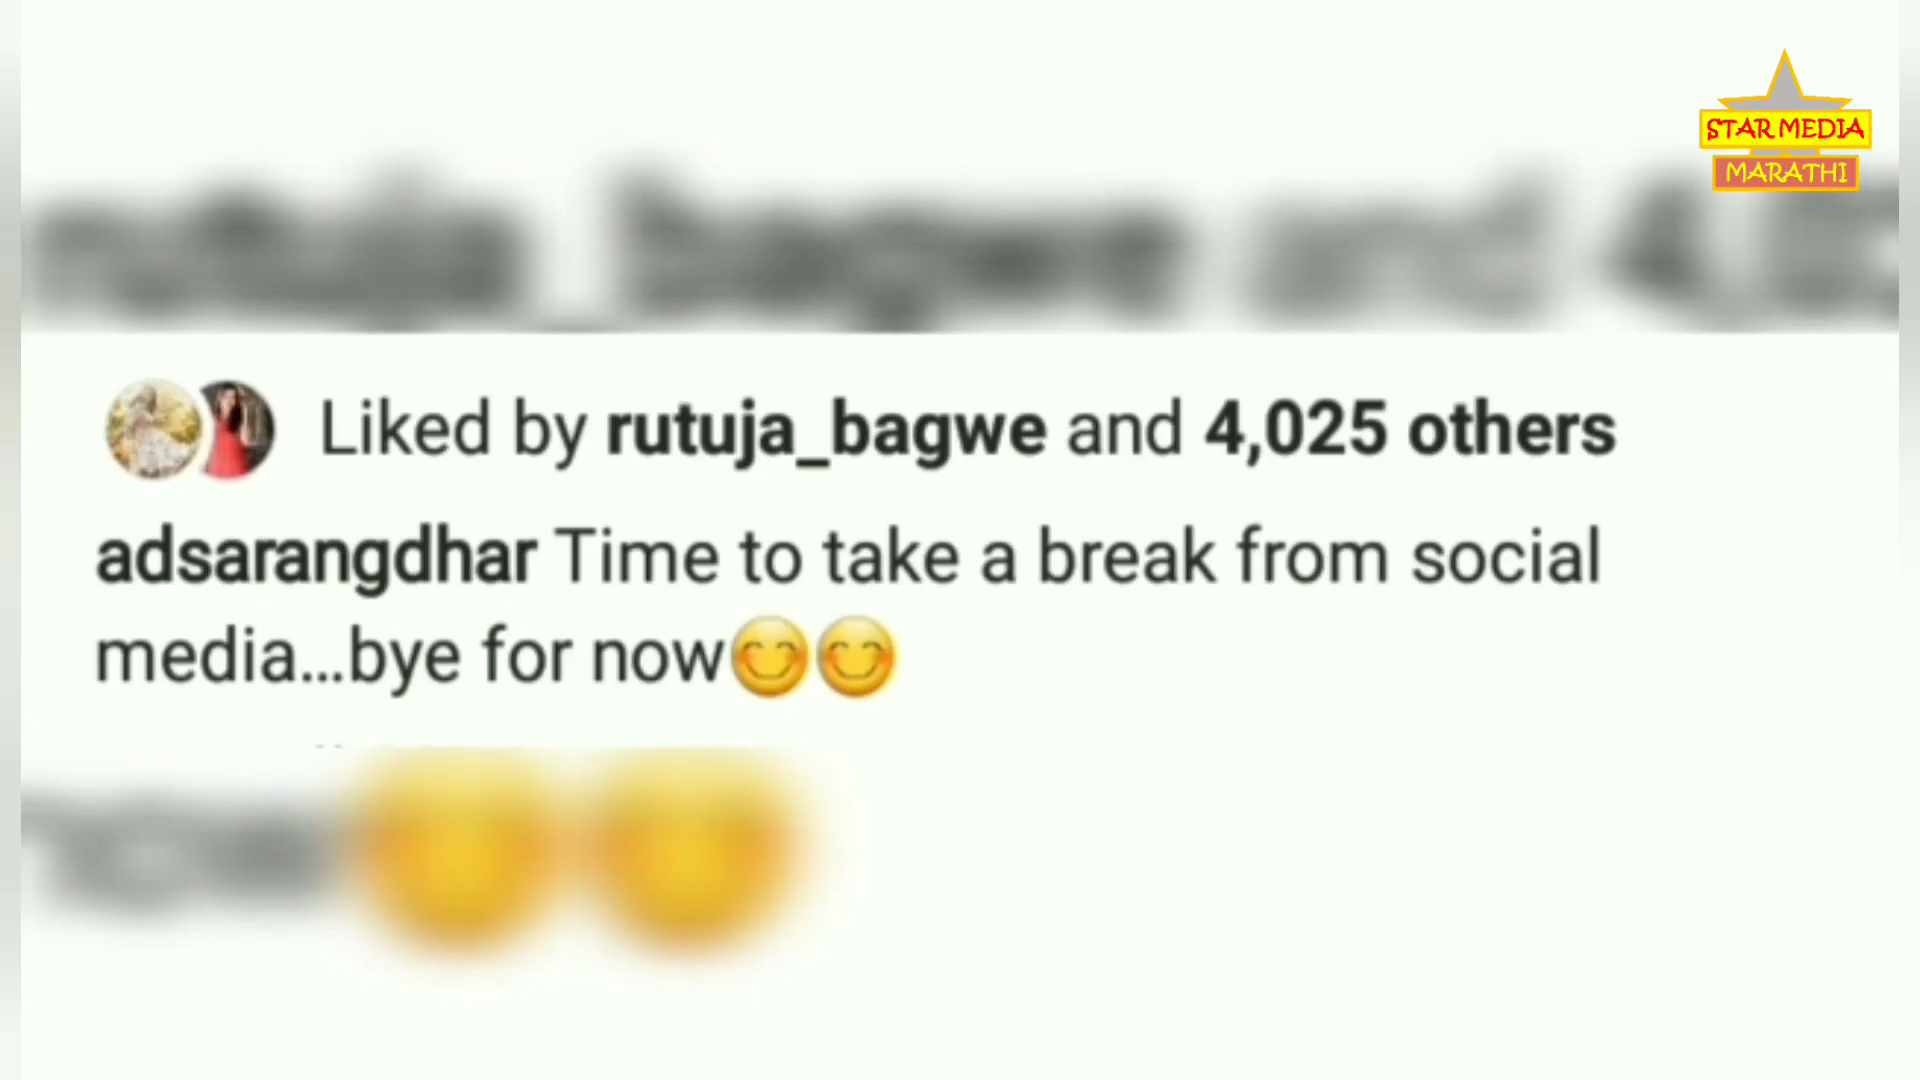 STAR MEDIA
MARATHI
Liked by rutuja_bagwe and 4,025 others
adsarangdhar Time to take a break from social
media...bye for now😊😊